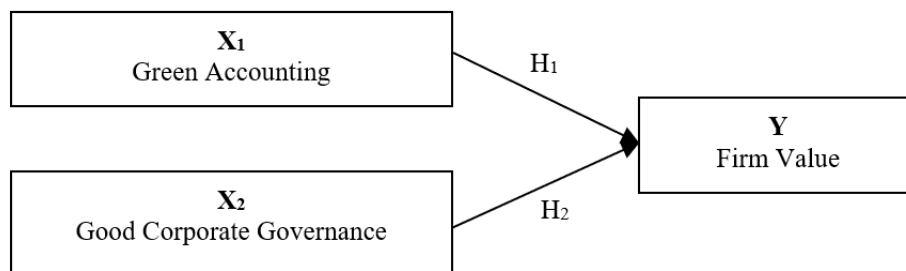 X₁
Green Accounting
H₁
Y
Firm Value
X₂
Good Corporate Governance
H₂